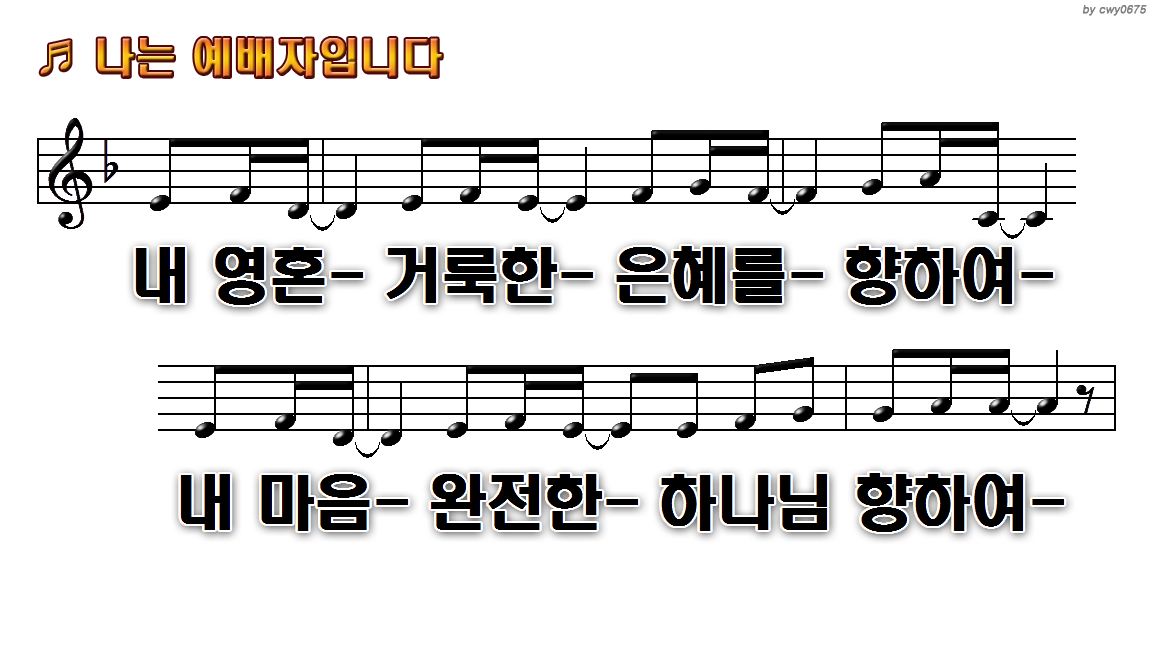 by cwy0675
♬ 나는 예배자입니다
내 영혼- 거룩한- 은혜를- 향하여-
내 마음- 완전한- 하나님 향하여-